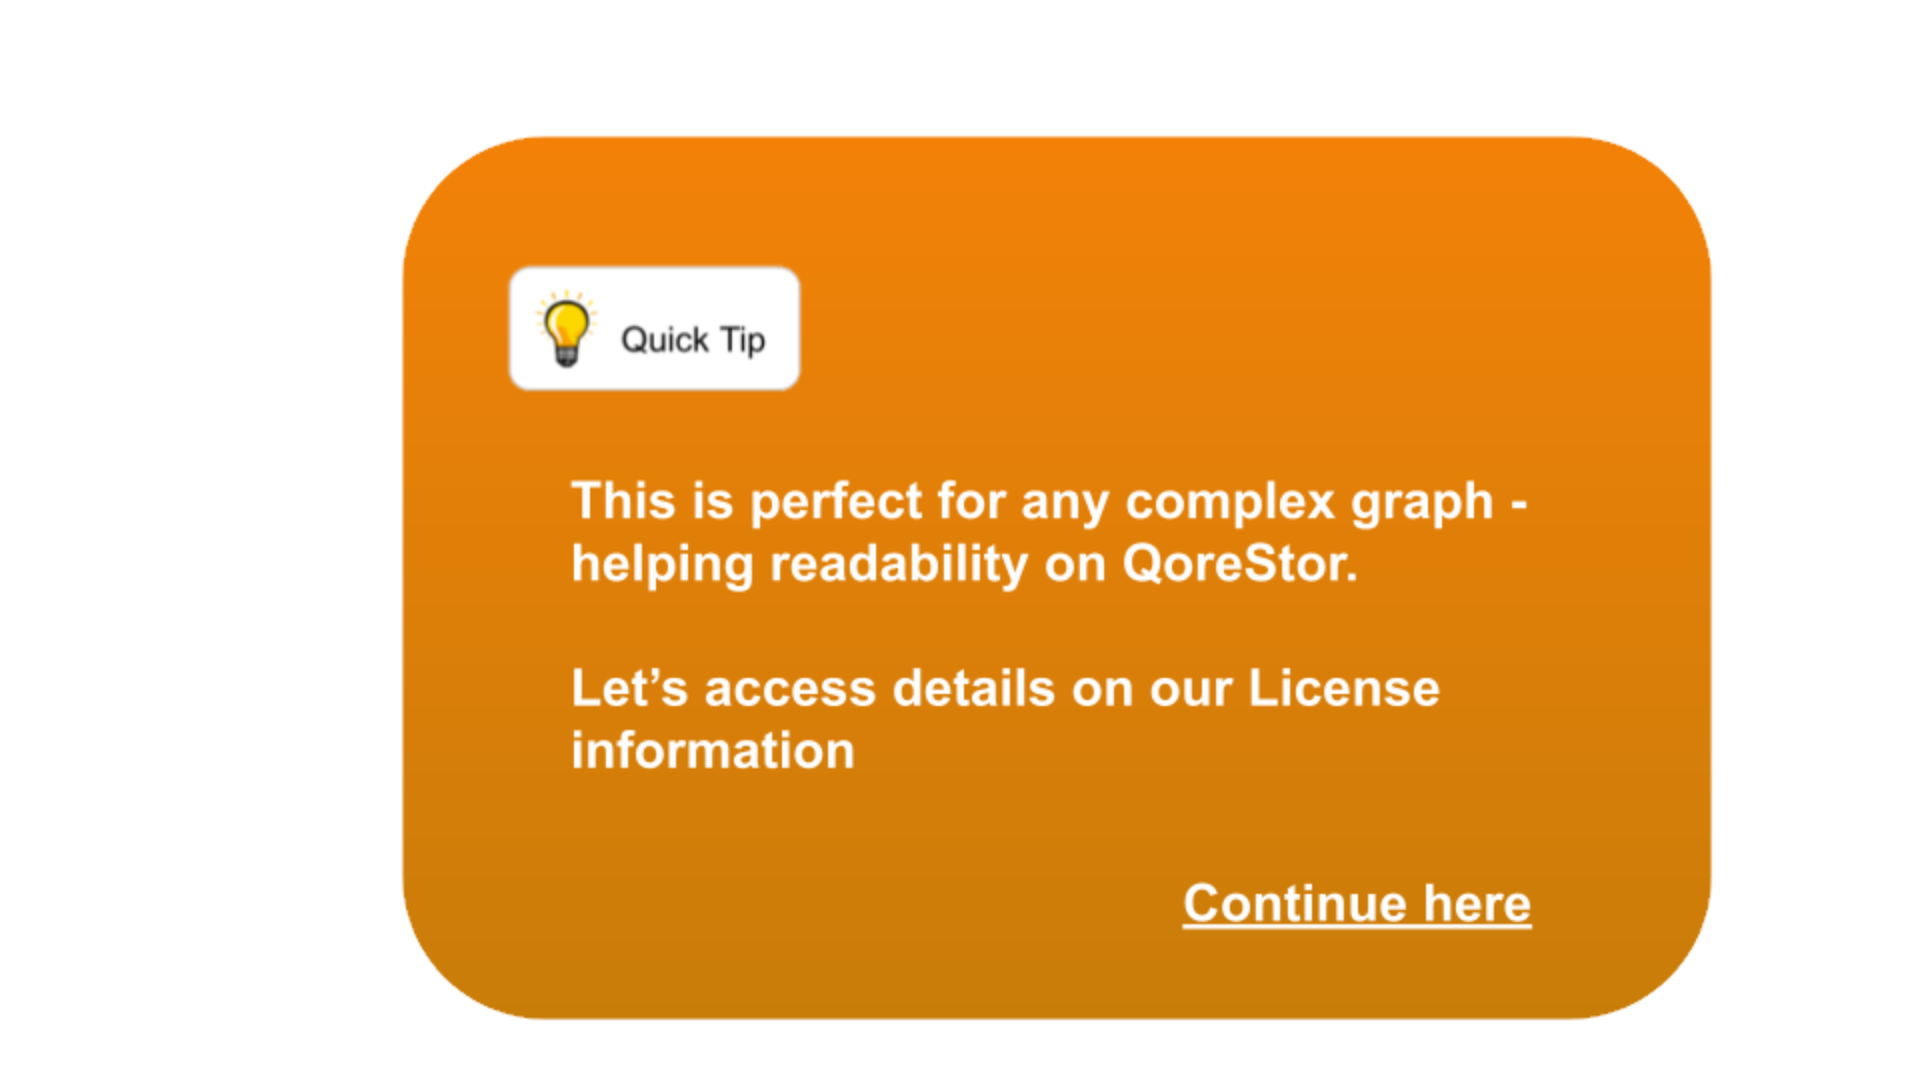 Quick Tip
This is perfect for any complex graph -
helping readability on QoreStor.
Let’s access details on our License
information
Continue here